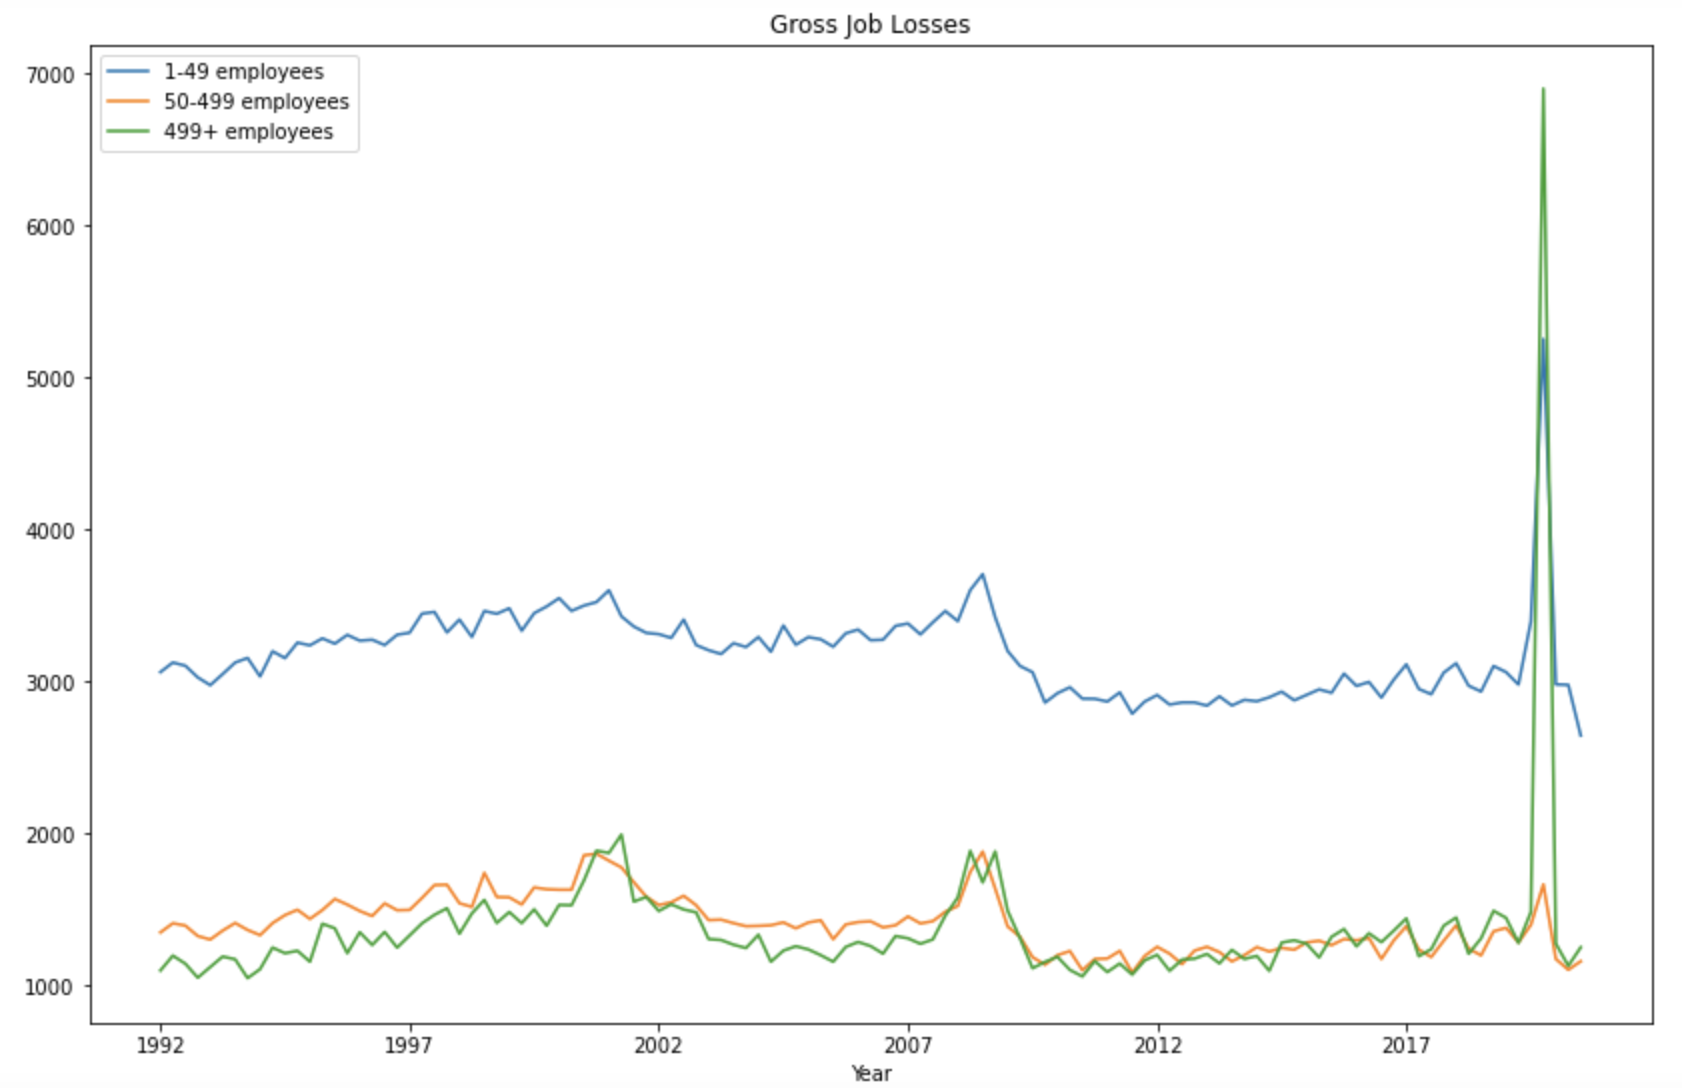 Gross Job Losses
1-49 employees
50-499 employees
499+ employees
7000
6000
5000
4000
3000
2000
1000
1992 1997 2002 2007 2012 2017
Year